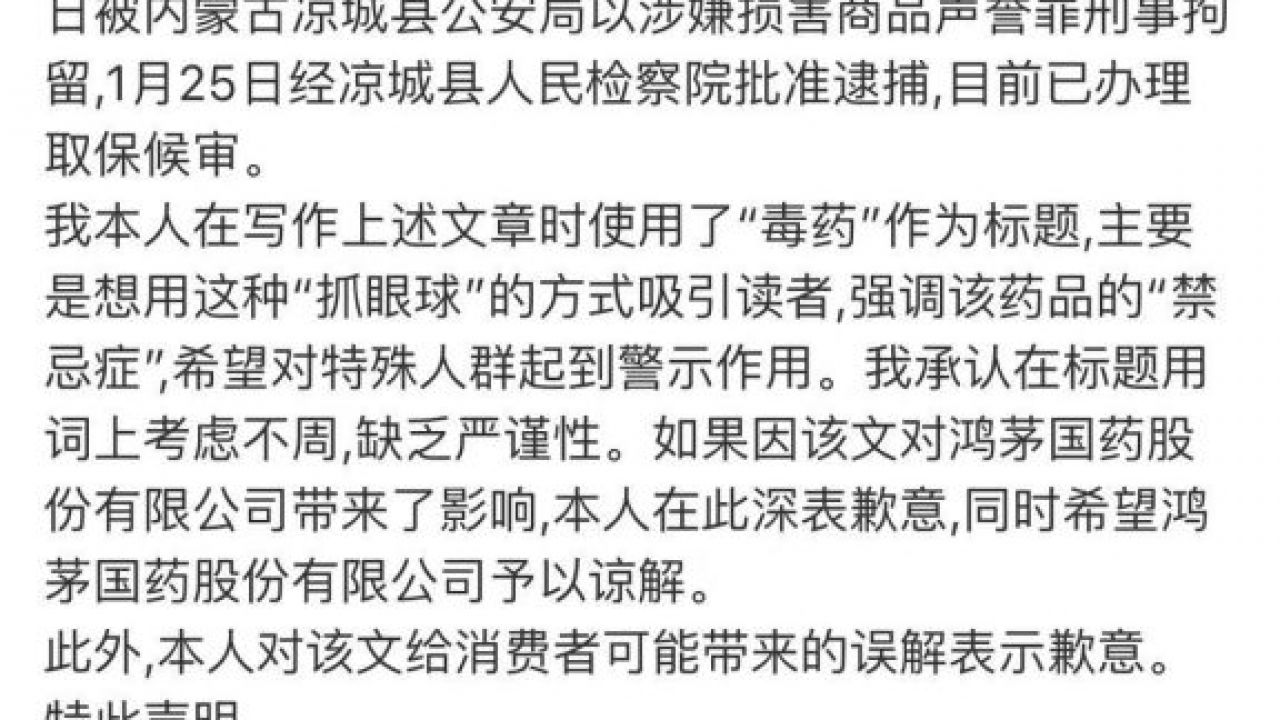 日被内蒙古凉城县公安局以涉嫌损害商品声誉罪刑事拘
留,1月25日经凉城县人民检察院批准逮捕,目前已办理
取保候审。
我本人在写作上述文章时使用了“毒药”作为标题,主要
是想用这种“抓眼球”的方式吸引读者,强调该药品的“禁
忌症”,希望对特殊人群起到警示作用。我承认在标题用
词上考虑不周,缺乏严谨性。如果因该文对鸿茅国药股
份有限公司带来了影响,本人在此深表歉意,同时希望鸿
茅国药股份有限公司予以谅解。
此外,本人对该文给消费者可能带来的误解表示歉意。
特此声明